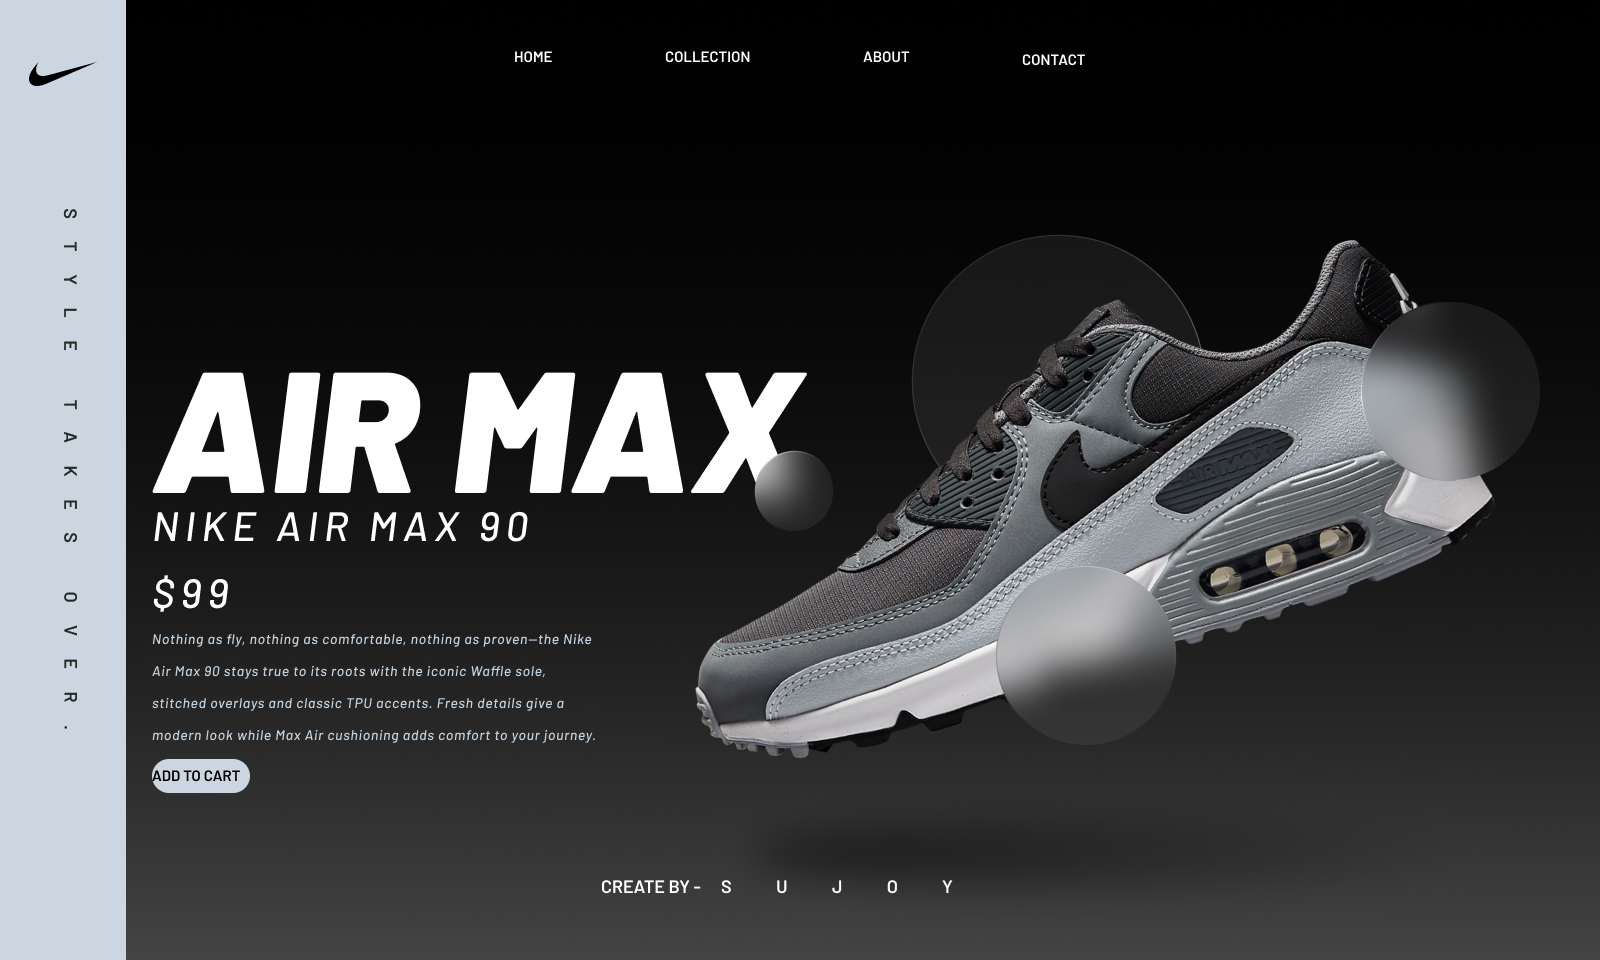 HOME COLLECTION ABOUT CONTACT
STYLE TAKES OVER.
AIR MAX
NIKE AIR MAX 90
$99
Nothing as fly, nothing as comfortable, nothing as proven—the Nike
Air Max 90 stays true to its roots with the iconic Waffle sole,
stitched overlays and classic TPU accents. Fresh details give a
modern look while Max Air cushioning adds comfort to your journey.
ADD TO CART
AIR MAX
CREATE BY - S U J O Y